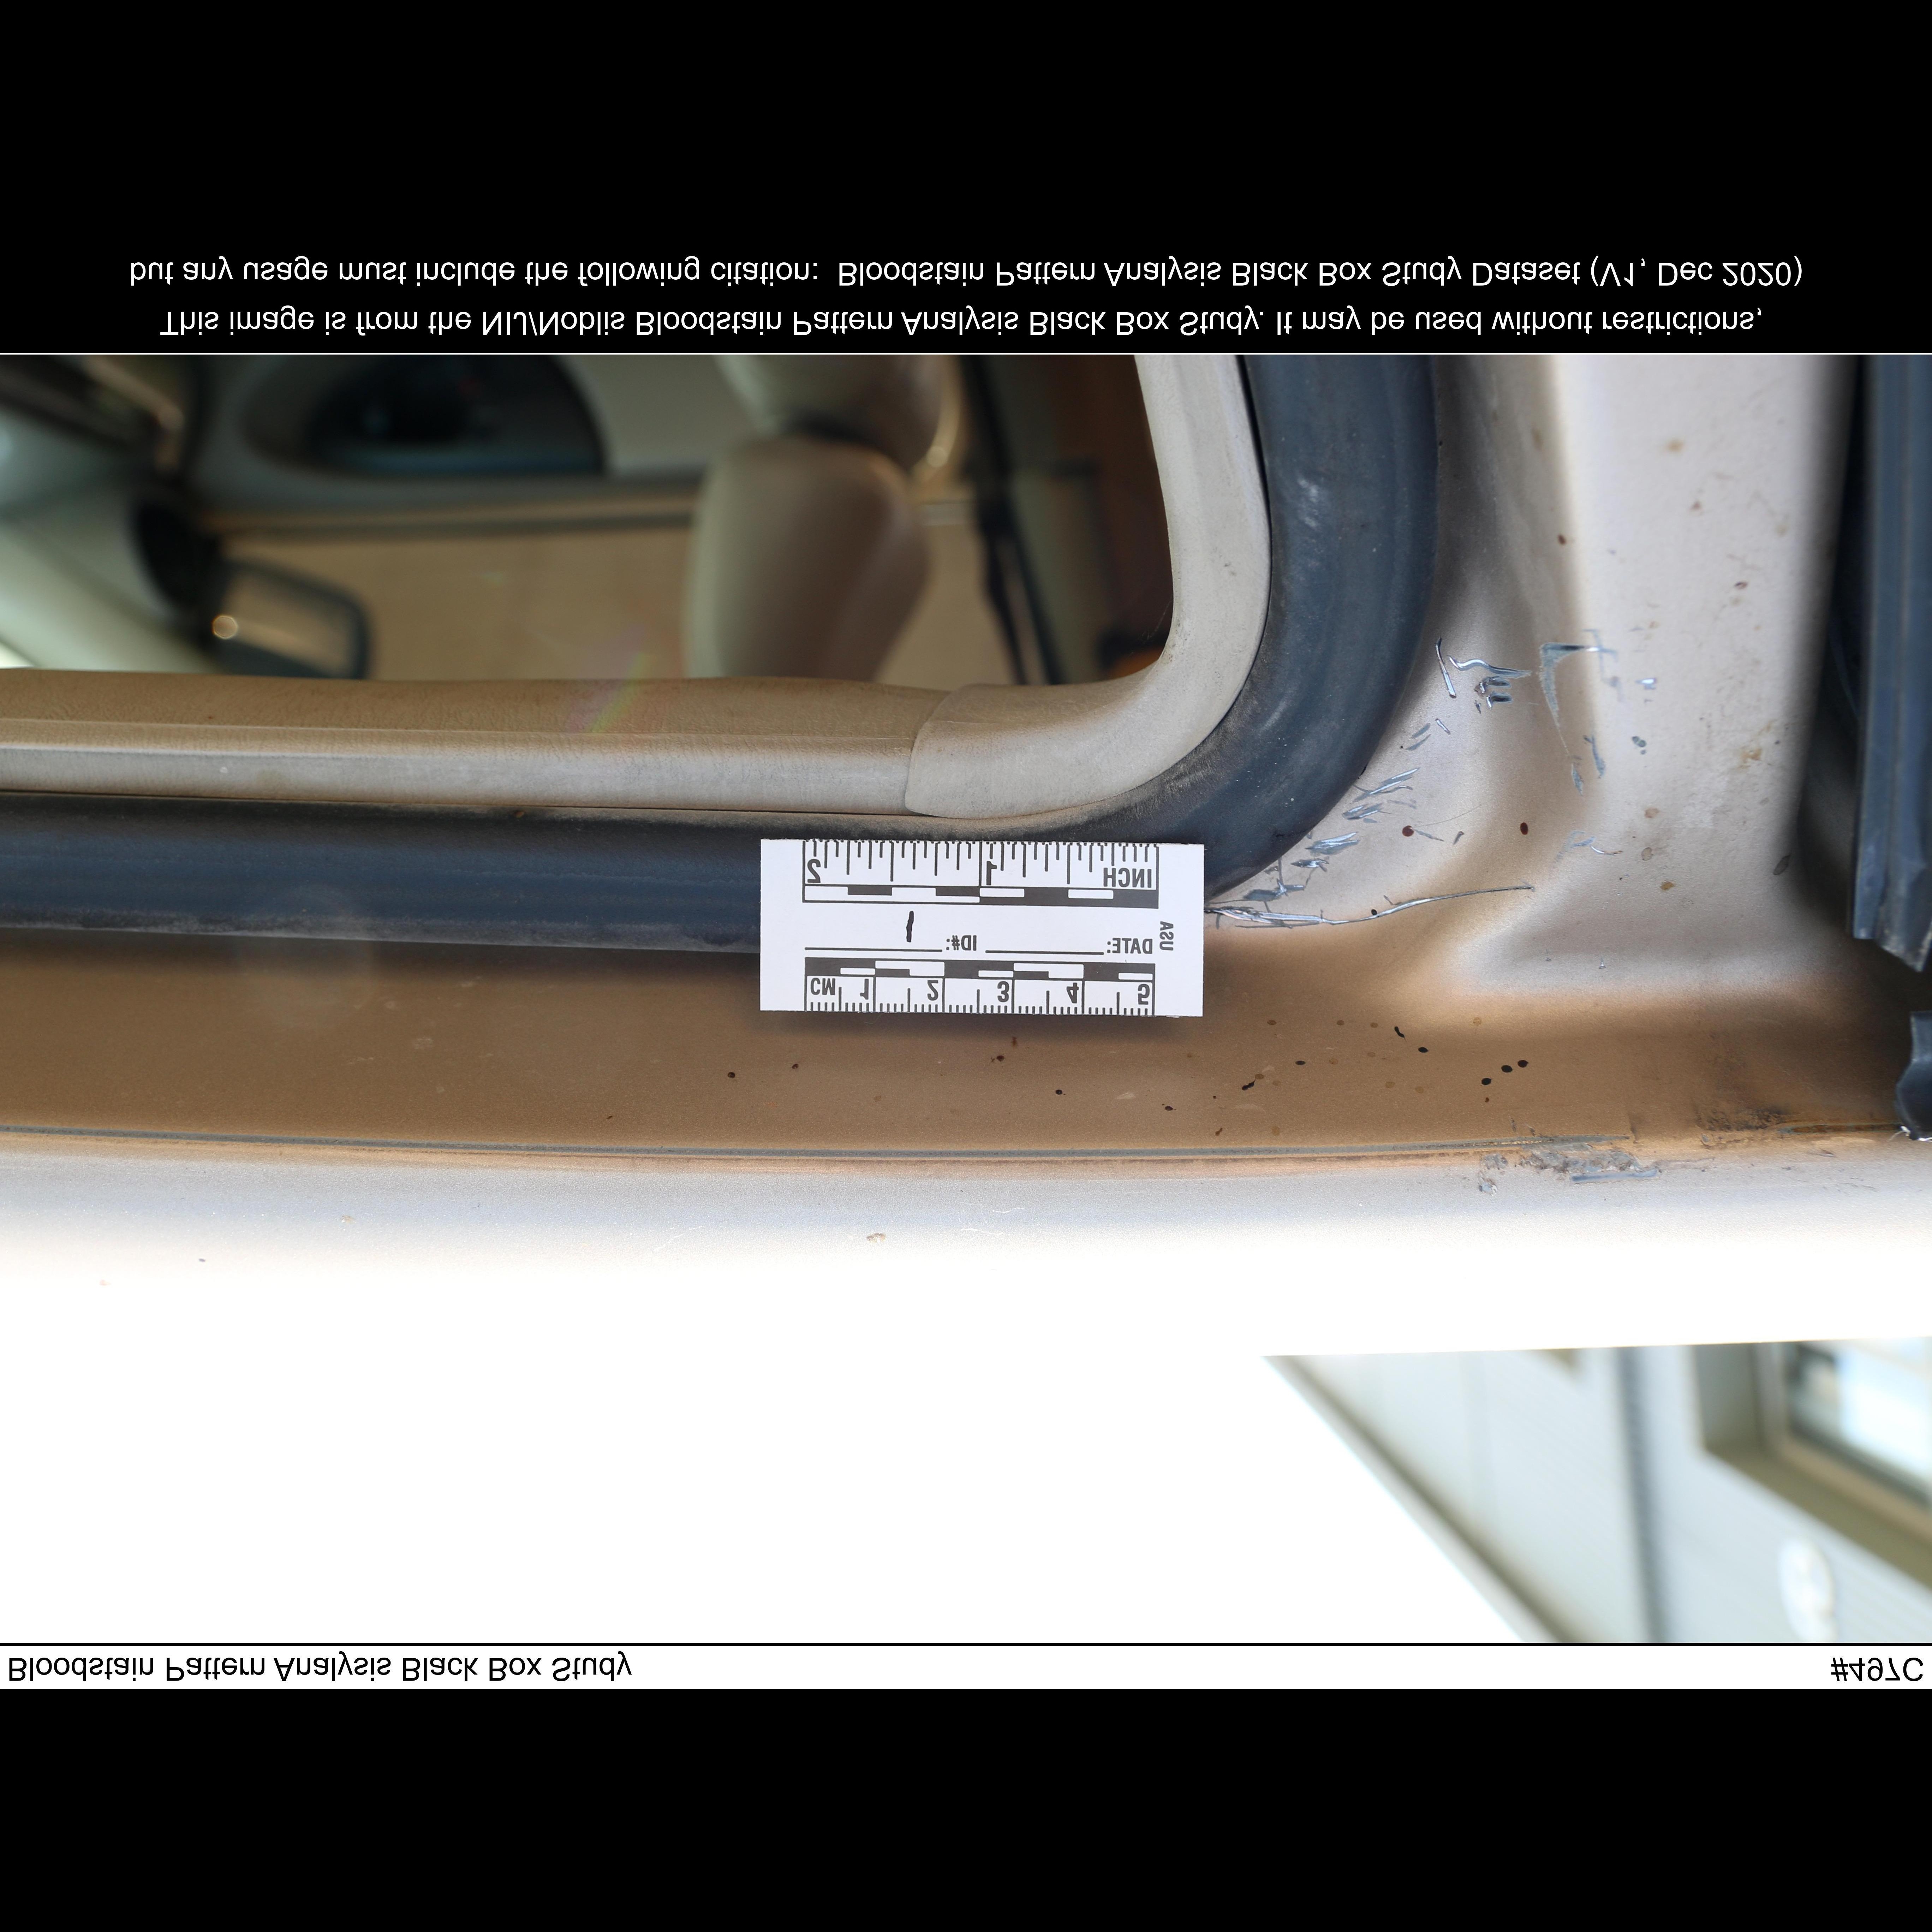 This image is from the NIJ/Noblis Bloodstain Pattern Analysis Black Box Study. It may be used without restrictions,
but any usage must include the following citation:  Bloodstain Pattern Analysis Black Box Study Dataset (V1, Dec 2020)
CM 1 2 3 4 5
DATE: ID#: 1
USA
INCH 1 2
Bloodstain Pattern Analysis Black Box Study
#497C